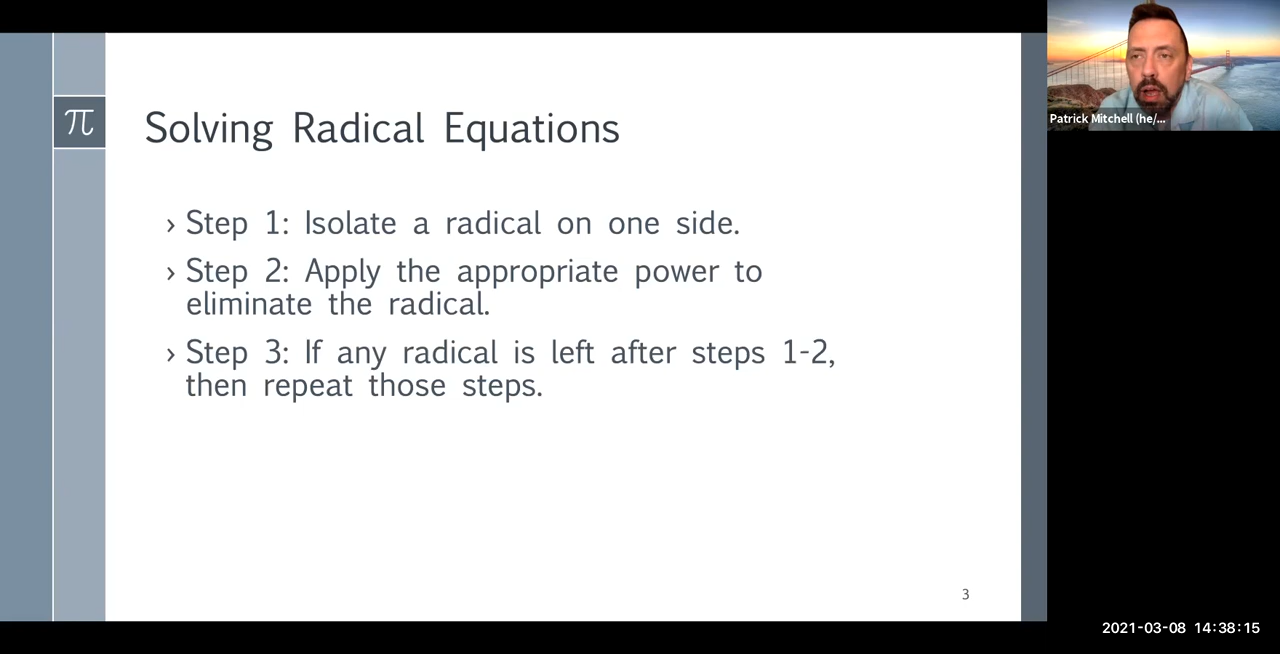 π
Solving Radical Equations
› Step 1: Isolate a radical on one side.
› Step 2: Apply the appropriate power to
eliminate the radical.
› Step 3: If any radical is left after steps 1-2,
then repeat those steps.
3
Patrick Mitchell (he/...
2021-03-08 14:38:15